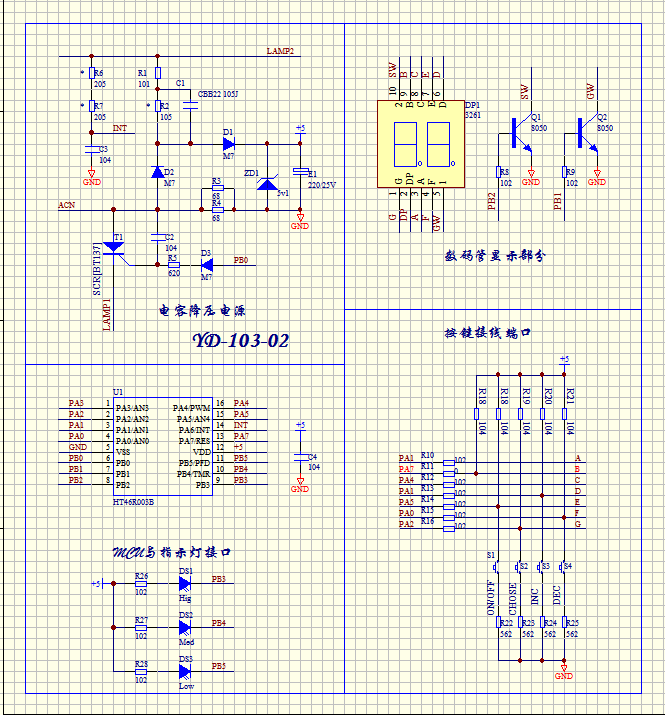 LAMP2
* R6 205
R1 101
C1
CBB22 105J
* R7 205
* R2 105
INT
C3 104
GND
D1 M7
+5
D2 M7
R3 68
ZD1 5v1
E1 220/25V
R4 68
ACN
GND
T1
SCR[BT137]
C2 104
R5 620
D3 M7
PB0
LAMP1
电容降压电源
YD-103-02
SW B C E D
10 9 8 7 6
2 B C E D
DP1
3261
G DP A F 1
1 2 3 4 5
G DP A F GW
SW
Q1 8050
GW
Q2 8050
R8 102
R9 102
PB2
PB1
GND
GND
数码管显示部分
按键接线端口
+5
R18 R18 R19 R20 R21
104 104 104 104 104
PA1 R10 102 A
PA7 R11 0 B
PA4 R12 102 C
PA1 R13 102 D
PA5 R14 102 E
PA0 R15 102 F
PA2 R16 102 G
S1 S2 S3 S4
ON/OFF CHOSE INC DEC
R22 R23 R24 R25
562 562 562 562
GND
U1
PA3 1 PA3/AN3 PA4/PWM 16 PA4
PA2 2 PA2/AN2 PA5/AN4 15 PA5
PA1 3 PA1/AN1 PA6/INT 14 INT
PA0 4 PA0/AN0 PA7/RES 13 PA7
GND 5 VSS VDD 12 +5
PB0 6 PB0 PB5/PFD 11 PB5
PB1 7 PB1 PB4/TMR 10 PB4
PB2 8 PB2 PB3 9 PB3
HT46R003B
+5
C4 104
GND
MCU与指示灯接口
+5
R26 102
DS1 Hig
PB3
R27 102
DS2 Med
PB4
R28 102
DS3 Low
PB5